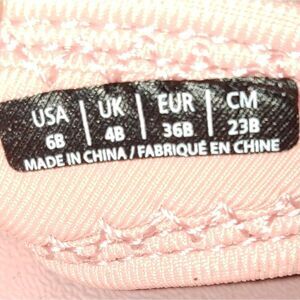 USA | UK | EUR | CM
6B | 4B | 36B | 23B
MADE IN CHINA / FABRIQUÉ EN CHINE